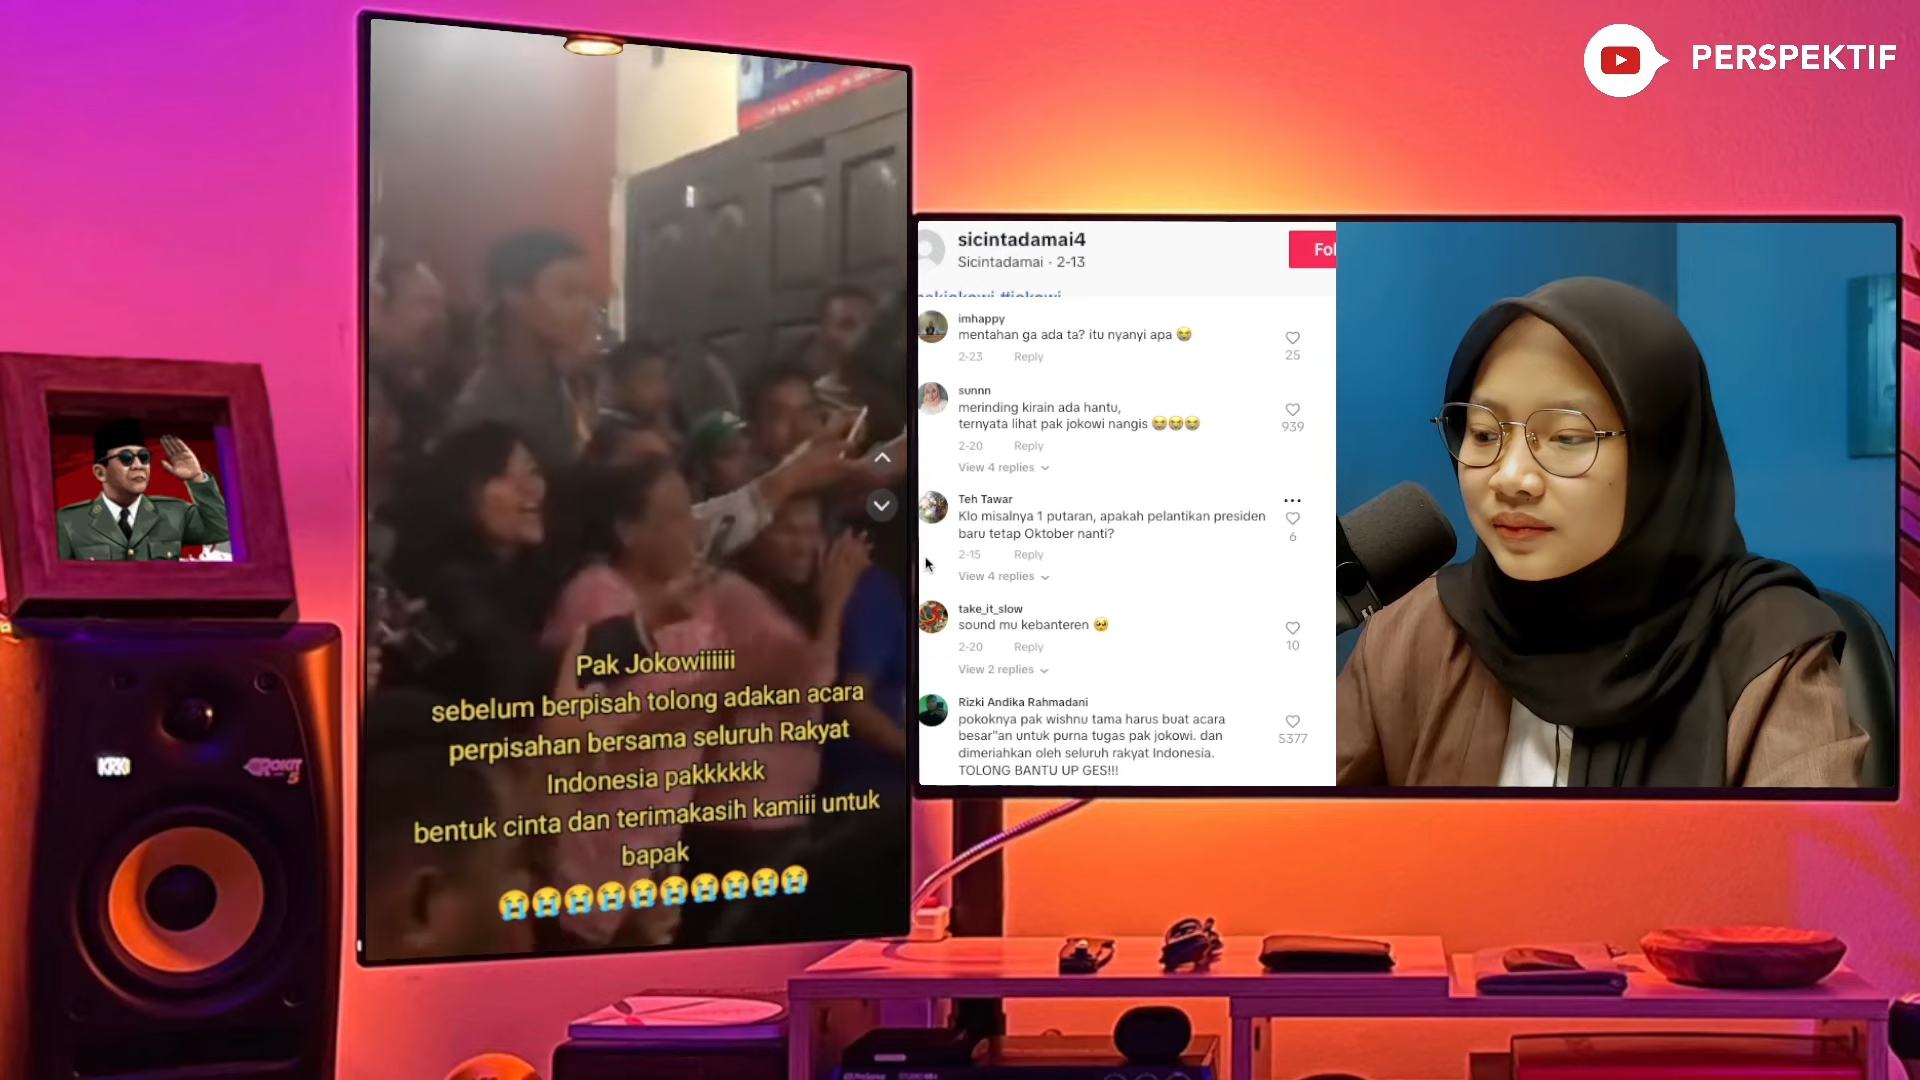 PERSPEKTIF
Pak Jokowiiiiii
sebelum berpisah tolong adakan acara
perpisahan bersama seluruh Rakyat
Indonesia pakkkkkk
bentuk cinta dan terimakasih kamiii untuk
bapak
😭😭😭😭😭😭😭😭😭😭
sicintadamai4
Sicintadamai · 2-13
Fol
imhappy
mentahan ga ada ta? itu nyanyi apa 😭
2-23 Reply
25
sunnn
merinding kirain ada hantu,
ternyata lihat pak jokowi nangis 😭😭😭
2-20 Reply
939
View 4 replies
Teh Tawar
Klo misalnya 1 putaran, apakah pelantikan presiden
baru tetap Oktober nanti?
2-15 Reply
6
View 4 replies
take_it_slow
sound mu kebanteren 🥺
2-20 Reply
10
View 2 replies
Rizki Andika Rahmadani
pokoknya pak wishnu tama harus buat acara
besar"an untuk purna tugas pak jokowi. dan
dimeriahkan oleh seluruh rakyat Indonesia.
TOLONG BANTU UP GES!!!
5377
KRK
ROKIT 5